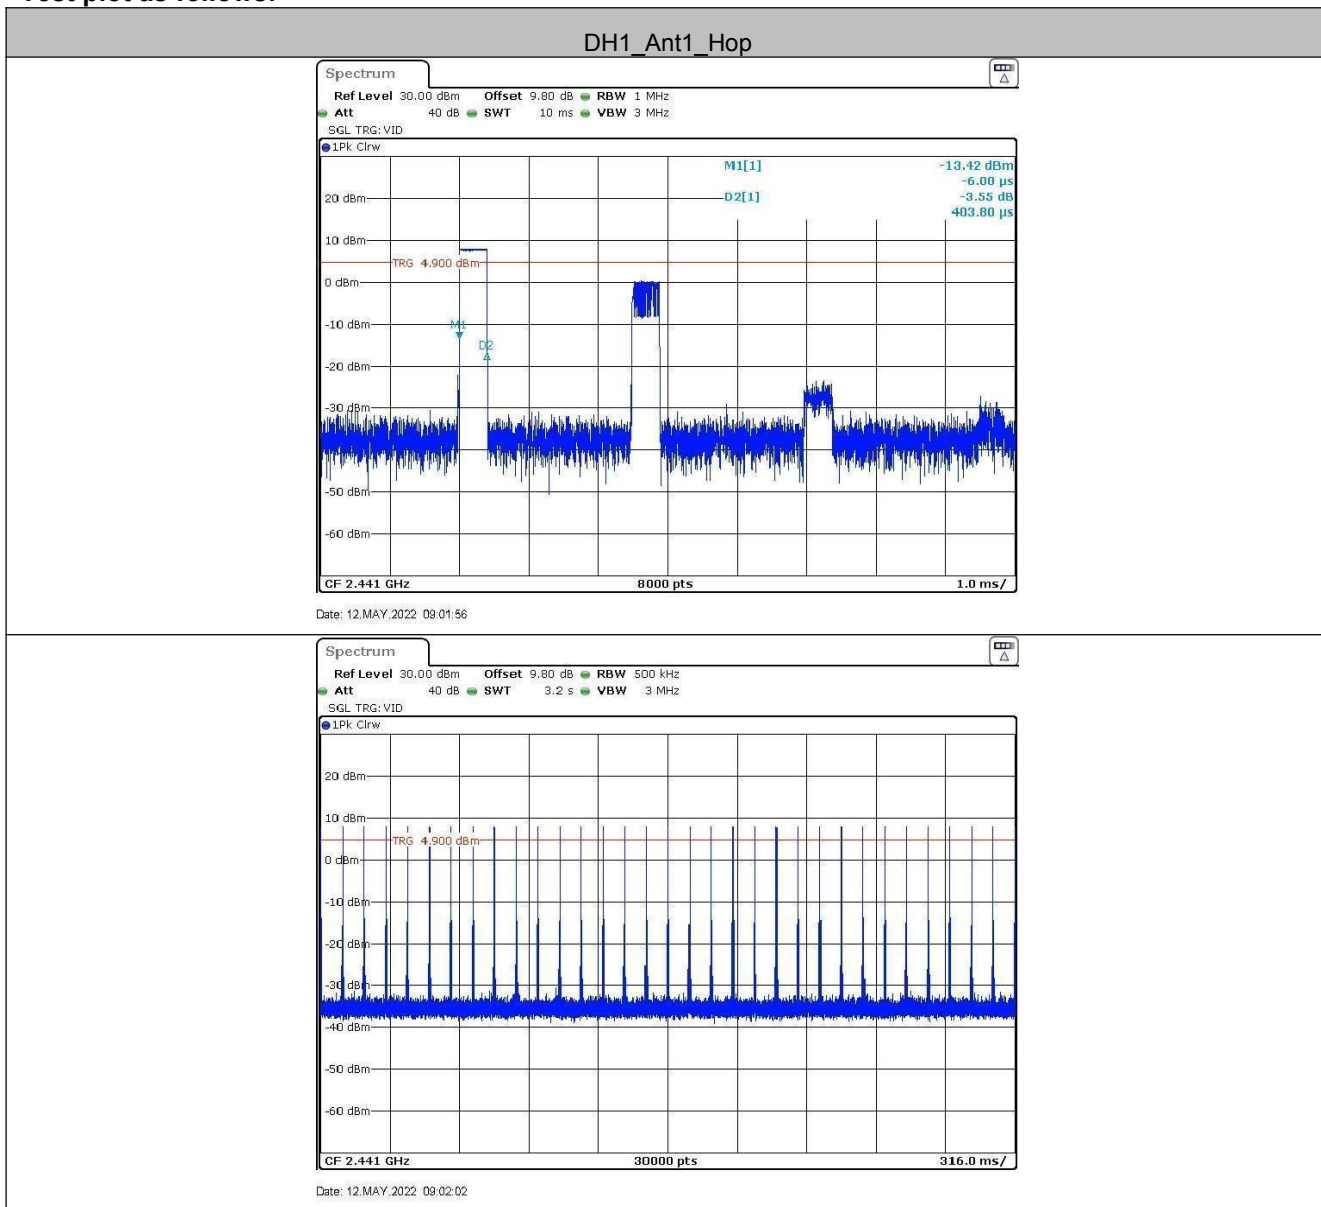 DH1_Ant1_Hop
Spectrum
Ref Level 30.00 dBm Offset 9.80 dB RBW 1 MHz
Att 40 dB SWT 10 ms VBW 3 MHz
SGL TRG: VID
1Pk Clrw
M1[1] -13.42 dBm
-6.00 µs
D2[1] -3.55 dB
403.80 µs
20 dBm
10 dBm
TRG 4.900 dBm
0 dBm
-10 dBm
M1
D2
-20 dBm
-30 dBm
-50 dBm
-60 dBm
CF 2.441 GHz 8000 pts 1.0 ms/
Date: 12.MAY.2022 09:01:56
Spectrum
Ref Level 30.00 dBm Offset 9.80 dB RBW 500 kHz
Att 40 dB SWT 3.2 s VBW 3 MHz
SGL TRG: VID
1Pk Clrw
20 dBm
10 dBm
TRG 4.900 dBm
0 dBm
-10 dBm
-20 dBm
-30 dBm
-40 dBm
-50 dBm
-60 dBm
CF 2.441 GHz 30000 pts 316.0 ms/
Date: 12.MAY.2022 09:02:02